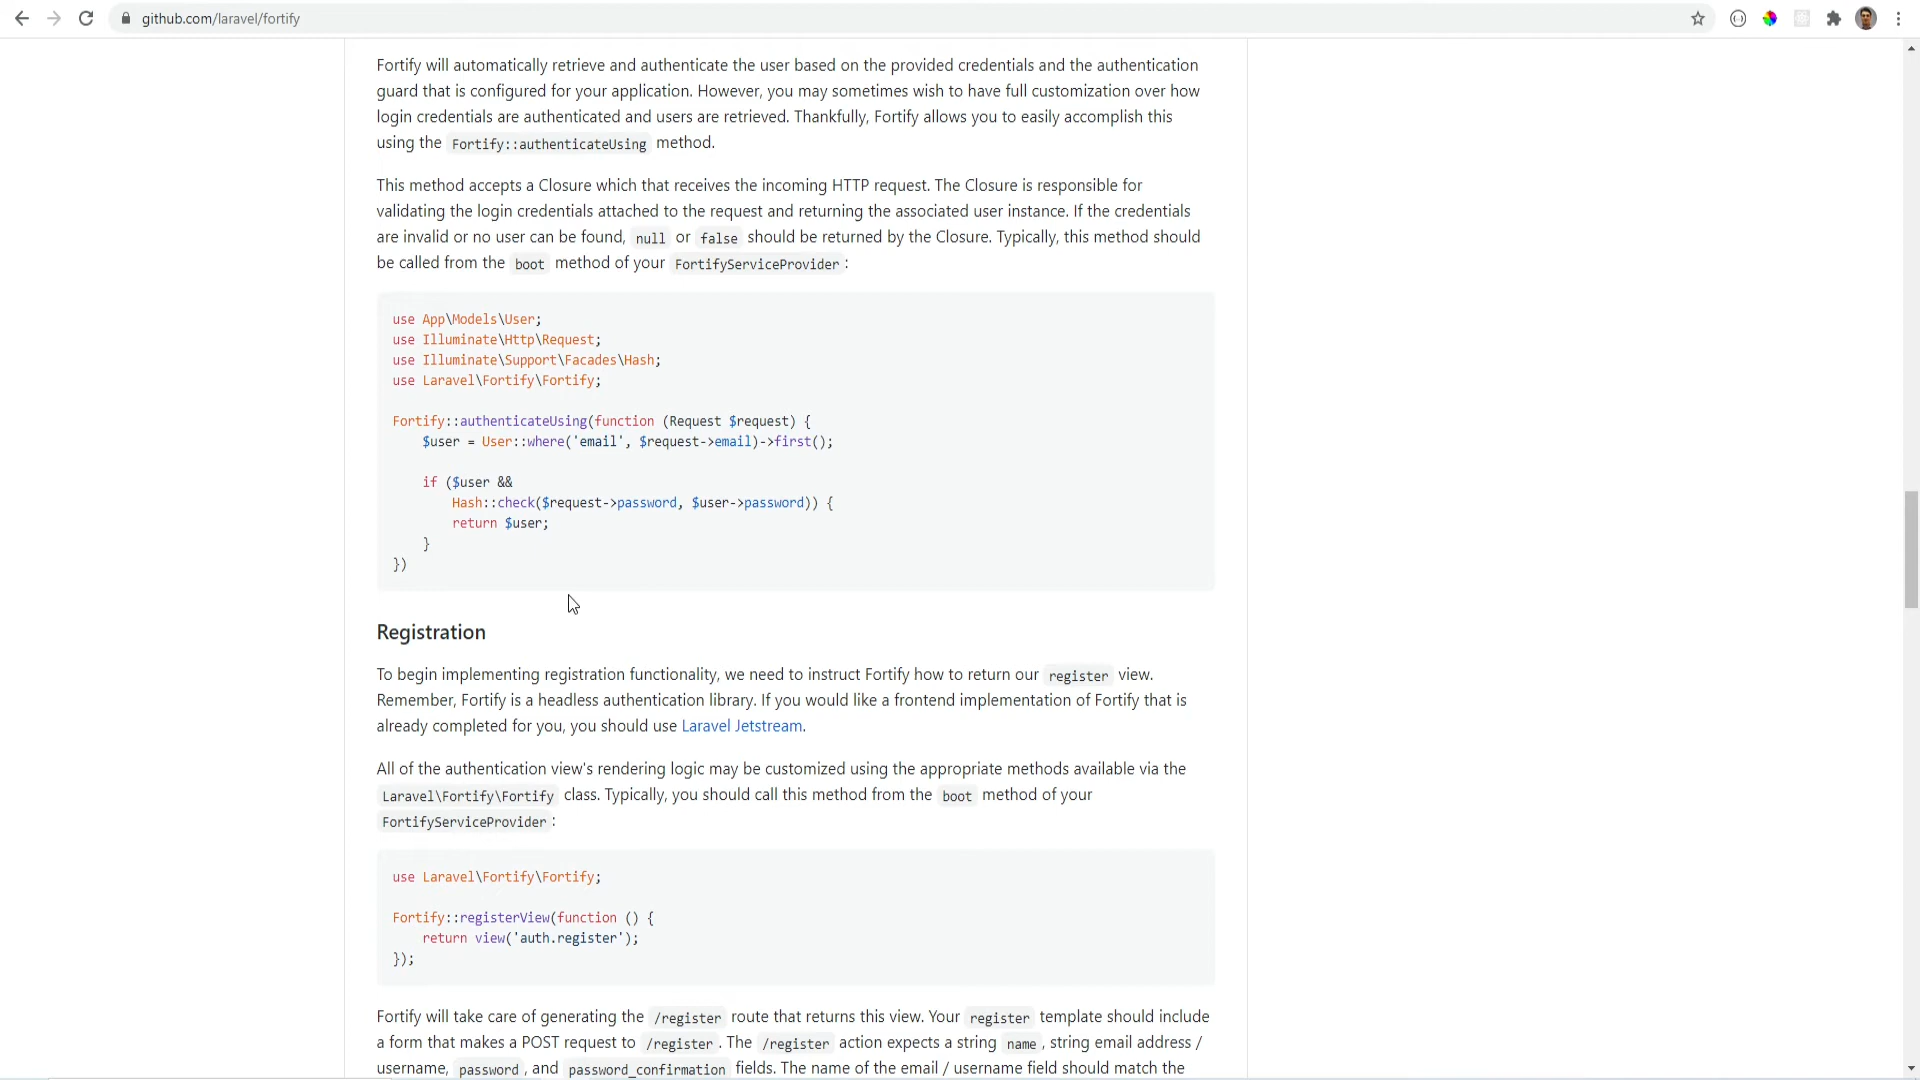 github.com/laravel/fortify
Fortify will automatically retrieve and authenticate the user based on the provided credentials and the authentication
guard that is configured for your application. However, you may sometimes wish to have full customization over how
login credentials are authenticated and users are retrieved. Thankfully, Fortify allows you to easily accomplish this
using the Fortify::authenticateUsing method.
This method accepts a Closure which that receives the incoming HTTP request. The Closure is responsible for
validating the login credentials attached to the request and returning the associated user instance. If the credentials
are invalid or no user can be found, null or false should be returned by the Closure. Typically, this method should
be called from the boot method of your FortifyServiceProvider :
use App\Models\User;
use Illuminate\Http\Request;
use Illuminate\Support\Facades\Hash;
use Laravel\Fortify\Fortify;
Fortify::authenticateUsing(function (Request $request) {
$user = User::where('email', $request->email)->first();
if ($user &&
Hash::check($request->password, $user->password)) {
return $user;
}
})
Registration
To begin implementing registration functionality, we need to instruct Fortify how to return our register view.
Remember, Fortify is a headless authentication library. If you would like a frontend implementation of Fortify that is
already completed for you, you should use Laravel Jetstream.
All of the authentication view's rendering logic may be customized using the appropriate methods available via the
Laravel\Fortify\Fortify class. Typically, you should call this method from the boot method of your
FortifyServiceProvider :
use Laravel\Fortify\Fortify;
Fortify::registerView(function () {
return view('auth.register');
});
Fortify will take care of generating the /register route that returns this view. Your register template should include
a form that makes a POST request to /register . The /register action expects a string name , string email address /
username, password , and password_confirmation fields. The name of the email / username field should match the